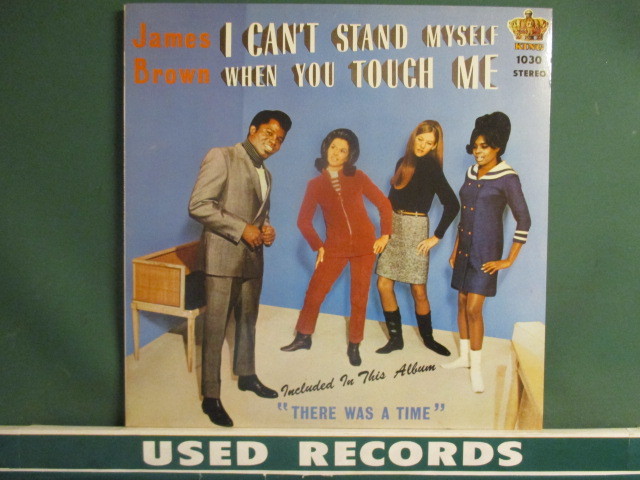 James I CAN'T STAND MYSELF
Brown WHEN YOU TOUCH ME
KING
1030
STEREO
Included In This Album
"THERE WAS A TIME"
USED RECORDS